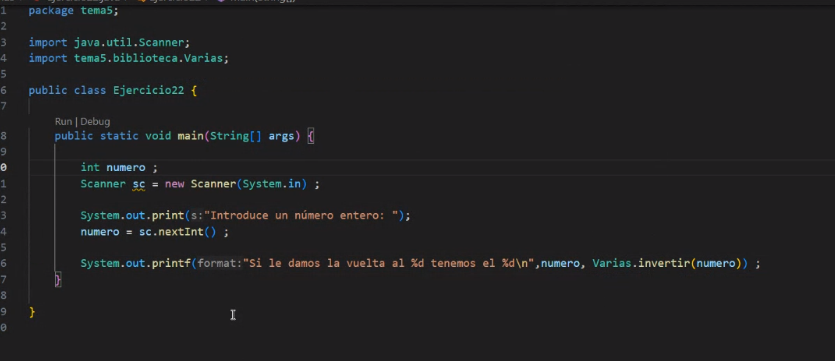 1 package tema5;
2
3 import java.util.Scanner;
4 import tema5.biblioteca.Varias;
5
6 public class Ejercicio22 {
7
Run | Debug
8 public static void main(String[] args) {
9
0 int numero ;
1 Scanner sc = new Scanner(System.in) ;
2
3 System.out.print(s:"Introduce un número entero: ");
4 numero = sc.nextInt() ;
5
6 System.out.printf(format:"Si le damos la vuelta al %d tenemos el %d\n",numero, Varias.invertir(numero)) ;
7 }
8
9 }
0